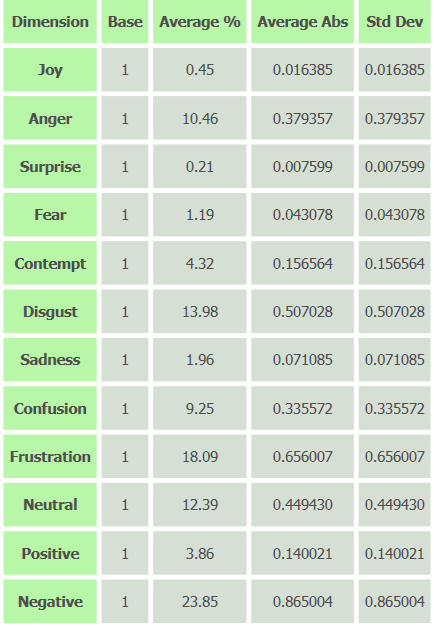 Dimension Base Average % Average Abs Std Dev
Joy 1 0.45 0.016385 0.016385
Anger 1 10.46 0.379357 0.379357
Surprise 1 0.21 0.007599 0.007599
Fear 1 1.19 0.043078 0.043078
Contempt 1 4.32 0.156564 0.156564
Disgust 1 13.98 0.507028 0.507028
Sadness 1 1.96 0.071085 0.071085
Confusion 1 9.25 0.335572 0.335572
Frustration 1 18.09 0.656007 0.656007
Neutral 1 12.39 0.449430 0.449430
Positive 1 3.86 0.140021 0.140021
Negative 1 23.85 0.865004 0.865004